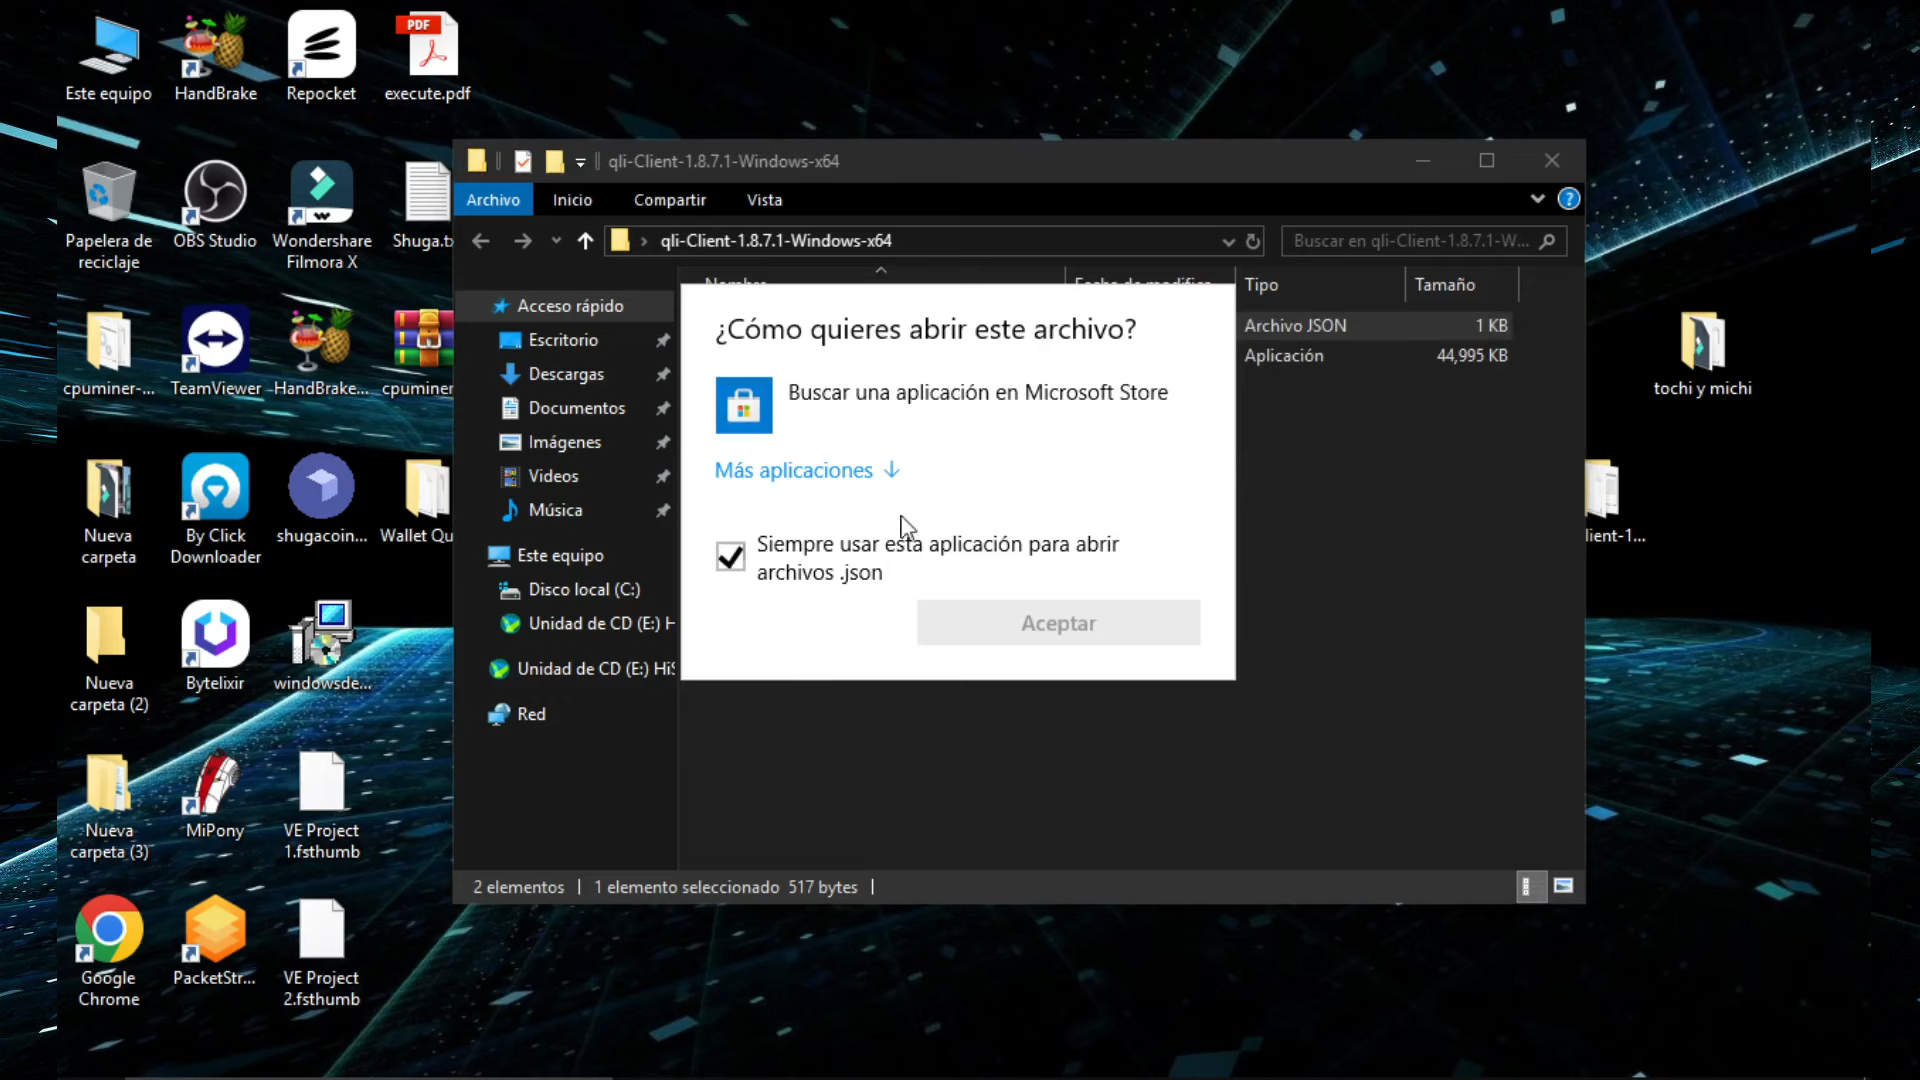 Este equipo
HandBrake
Repocket
PDF
execute.pdf
Papelera de
reciclaje
OBS Studio
Wondershare
Filmora X
Shuga.t
cpuminer-...
TeamViewer
HandBrake...
cpuminer
Nueva
carpeta
By Click
Downloader
shugacoin...
Wallet Qu
Nueva
carpeta (2)
Bytelixir
windowsde...
Nueva
carpeta (3)
MiPony
VE Project
1.fsthumb
Google
Chrome
PacketStr...
VE Project
2.fsthumb
qli-Client-1.8.7.1-Windows-x64
Archivo
Inicio
Compartir
Vista
?
qli-Client-1.8.7.1-Windows-x64
Buscar en qli-Client-1.8.7.1-W...
Acceso rápido
Escritorio
Descargas
Documentos
Imágenes
Videos
Música
Este equipo
Disco local (C:)
Unidad de CD (E:) H
Unidad de CD (E:) HiS
Red
Nombre
Fecha de modifica
Tipo
Tamaño
Archivo JSON
1 KB
Aplicación
44,995 KB
¿Cómo quieres abrir este archivo?
Buscar una aplicación en Microsoft Store
Más aplicaciones
Siempre usar esta aplicación para abrir
archivos .json
Aceptar
2 elementos
1 elemento seleccionado 517 bytes
tochi y michi
lient-1...